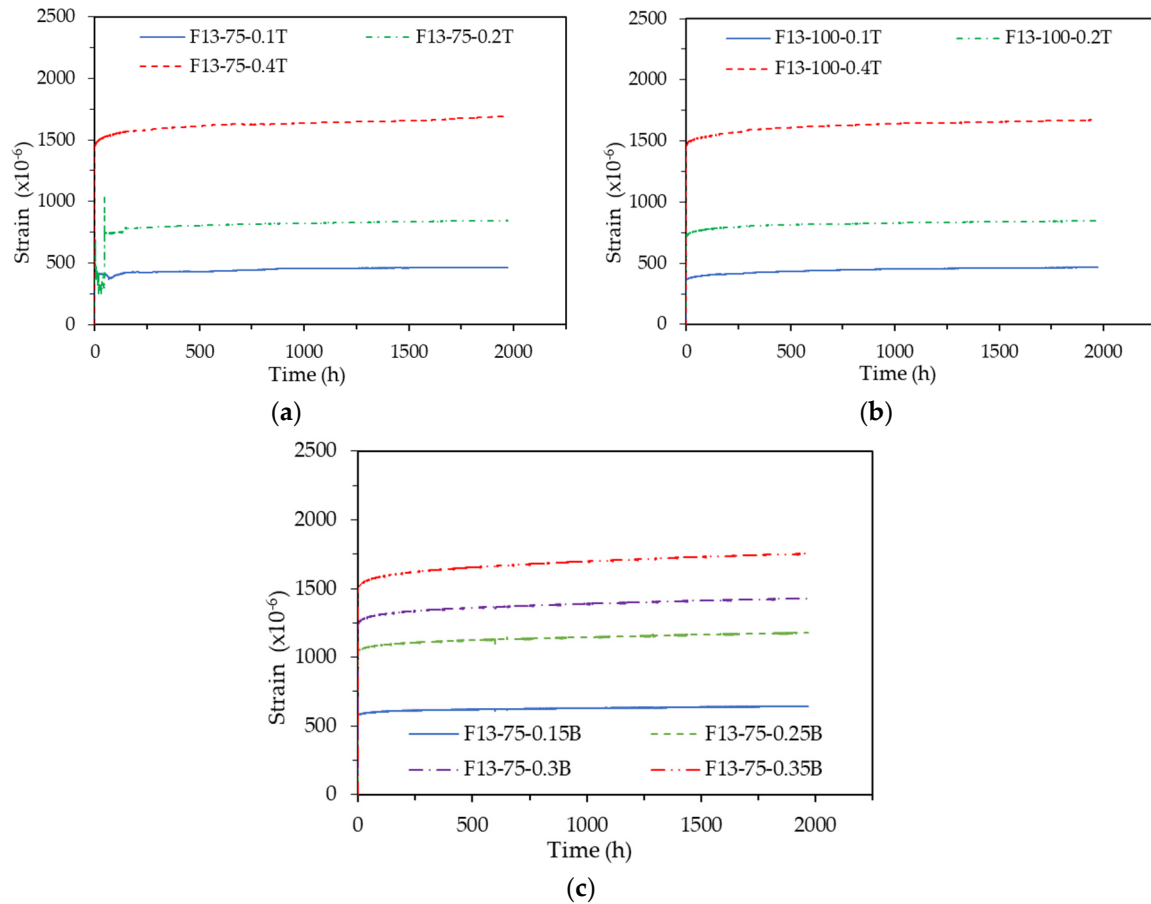 2500
F13-75-0.1T
F13-75-0.2T
F13-75-0.4T
2000
1500
1000
500
0
Strain (x10-6)
0 500 1000 1500 2000
Time (h)
(a)
2500
F13-100-0.1T
F13-100-0.2T
F13-100-0.4T
2000
1500
1000
500
0
Strain (x10-6)
0 500 1000 1500 2000
Time (h)
(b)
2500
2000
1500
1000
500
0
Strain (x10-6)
F13-75-0.15B
F13-75-0.25B
F13-75-0.3B
F13-75-0.35B
0 500 1000 1500 2000
Time (h)
(c)